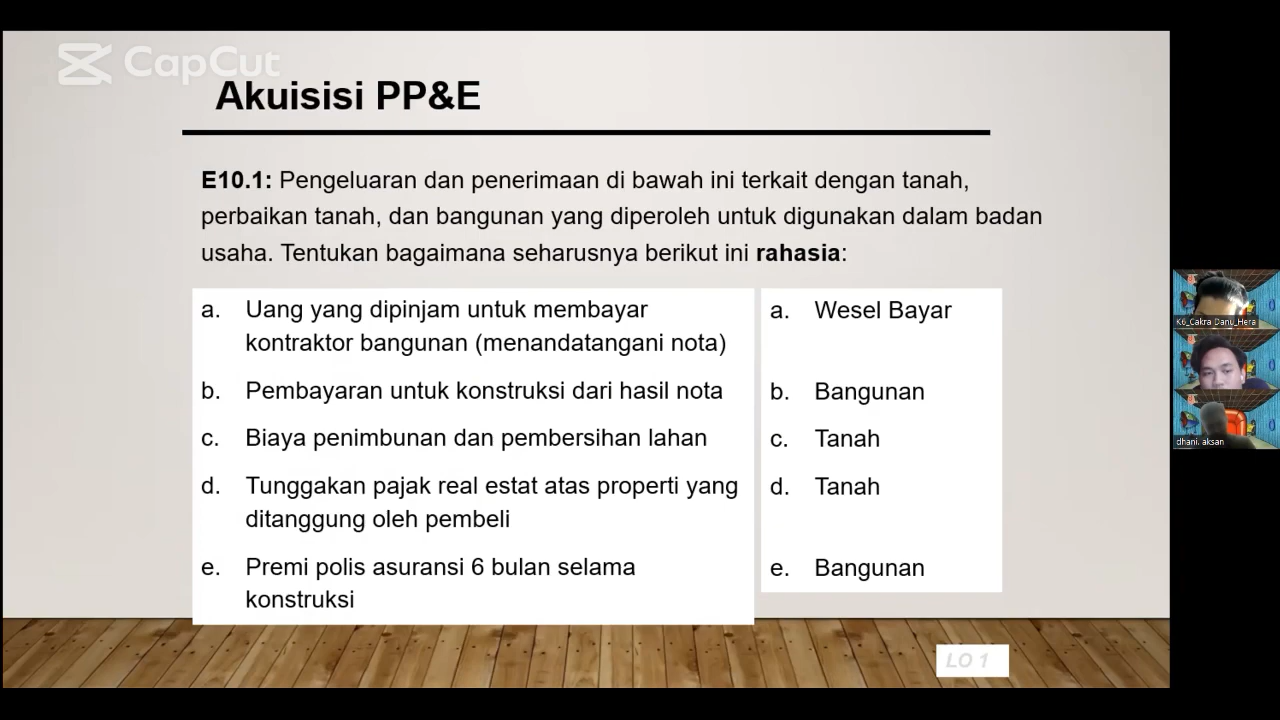 CapCut
Akuisisi PP&E
E10.1: Pengeluaran dan penerimaan di bawah ini terkait dengan tanah,
perbaikan tanah, dan bangunan yang diperoleh untuk digunakan dalam badan
usaha. Tentukan bagaimana seharusnya berikut ini rahasia:
a. Uang yang dipinjam untuk membayar
kontraktor bangunan (menandatangani nota)
b. Pembayaran untuk konstruksi dari hasil nota
c. Biaya penimbunan dan pembersihan lahan
d. Tunggakan pajak real estat atas properti yang
ditanggung oleh pembeli
e. Premi polis asuransi 6 bulan selama
konstruksi
a. Wesel Bayar
b. Bangunan
c. Tanah
d. Tanah
e. Bangunan
LO 1
K6_Cakra Danu_Hera
dhani. aksan